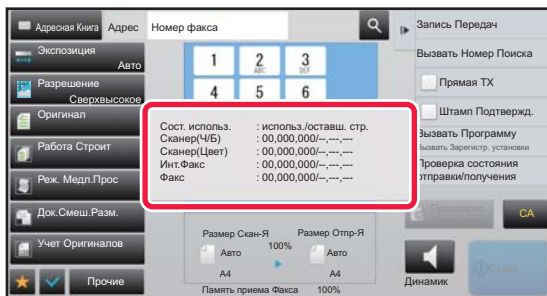 Адресная Книга
Адрес
Номер факса
Запись Передач
Экспозиция
Авто
1
2
ABC
3
DEF
Вызвать Номер Поиска
Разрешение
Сверхвысокое
4
5
6
Прямая TX
Оригинал
Сост. использ. : использ./оставш. стр.
Сканер(Ч/Б) : 00,000,000/--,---,---
Сканер(Цвет) : 00,000,000/--,---,---
Инт.Факс : 00,000,000/--,---,---
Факс : 00,000,000/--,---,---
Штамп Подтвержд.
Работа Строит
Вызвать Программу
Вызвать Зарегистр. установки
Реж. Медл.Прос
Проверка состояния
отправки/получения
Док.Смеш.Разм.
CA
Учет Оригиналов
Размер Скан-Я
100%
Размер Отпр-Я
Авто
Авто
A4
A4
Прочие
Память приема Факса 100%
Динамик
Старт